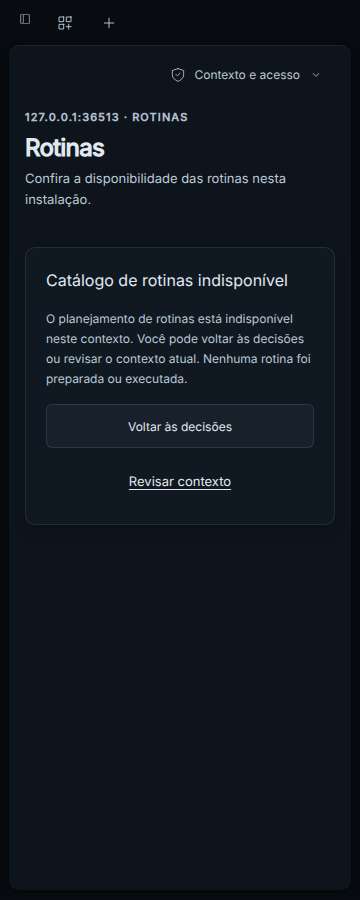 Contexto e acesso
127.0.0.1:36513 · ROTINAS
Rotinas
Confira a disponibilidade das rotinas nesta
instalação.
Catálogo de rotinas indisponível
O planejamento de rotinas está indisponível
neste contexto. Você pode voltar às decisões
ou revisar o contexto atual. Nenhuma rotina foi
preparada ou executada.
Voltar às decisões
Revisar contexto